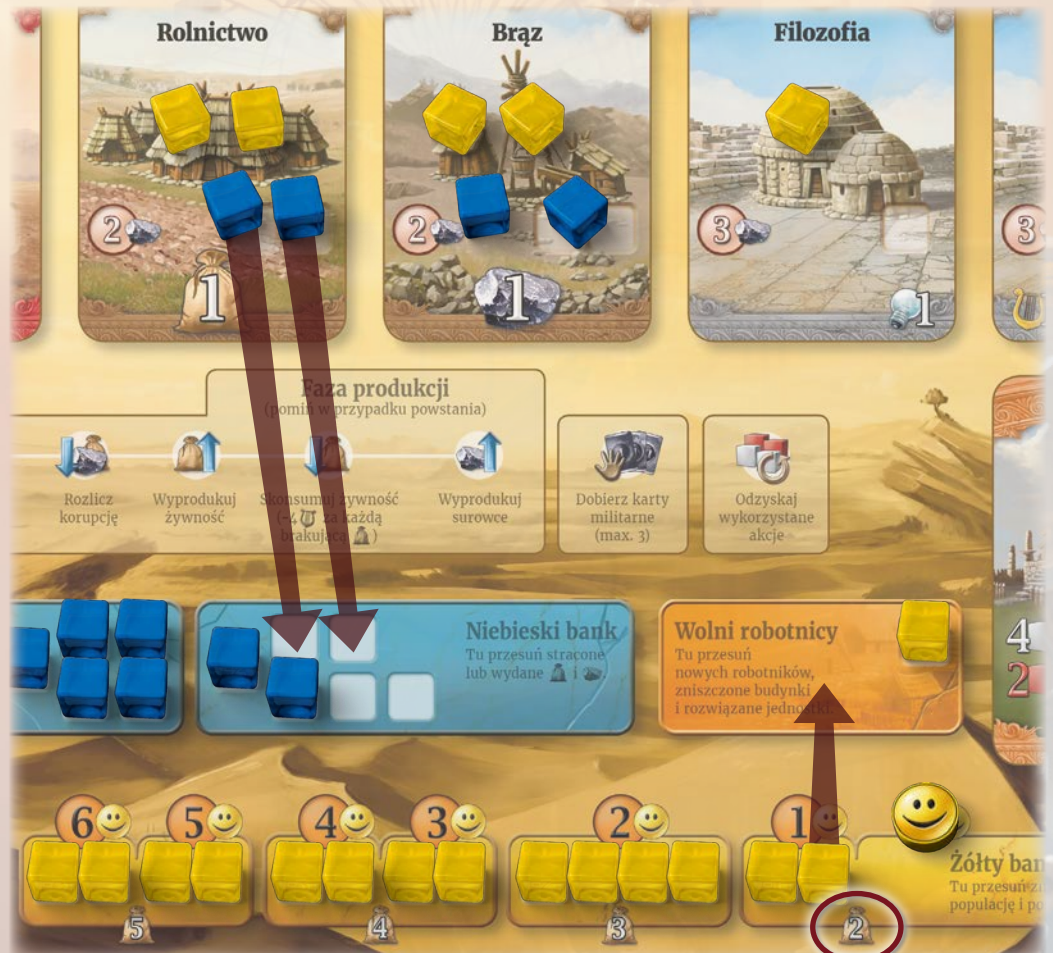 Rolnictwo
Brąz
Filozofia
2
2
3
3
1
1
1
Faza produkcji
(pomiń w przypadku powstania)
Rozlicz
korupcję
Wyprodukuj
żywność
Skonsumuj żywność
(-4 za każdą
brakującą )
Wyprodukuj
surowce
Dobierz karty
militarne
(max. 3)
Odzyskaj
wykorzystane
akcje
Niebieski bank
Tu przesuń stracone
lub wydane i .
Wolni robotnicy
Tu przesuń
nowych robotników,
zniszczone budynki
i rozwiązane jednostki.
4
2
6
5
4
3
2
1
Żółty ban
Tu przesuń
populację i
5
4
3
2